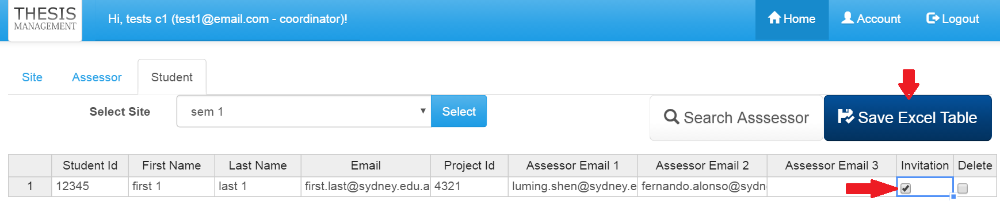 THESIS
MANAGEMENT
Hi, tests c1 (test1@email.com - coordinator)!
Home
Account
Logout
Site
Assessor
Student
Select Site
sem 1
Select
Search Asssessor
Save Excel Table
Student Id First Name Last Name Email Project Id Assessor Email 1 Assessor Email 2 Assessor Email 3 Invitation Delete
1 12345 first 1 last 1 first.last@sydney.edu.a 4321 luming.shen@sydney.e fernando.alonso@sydn